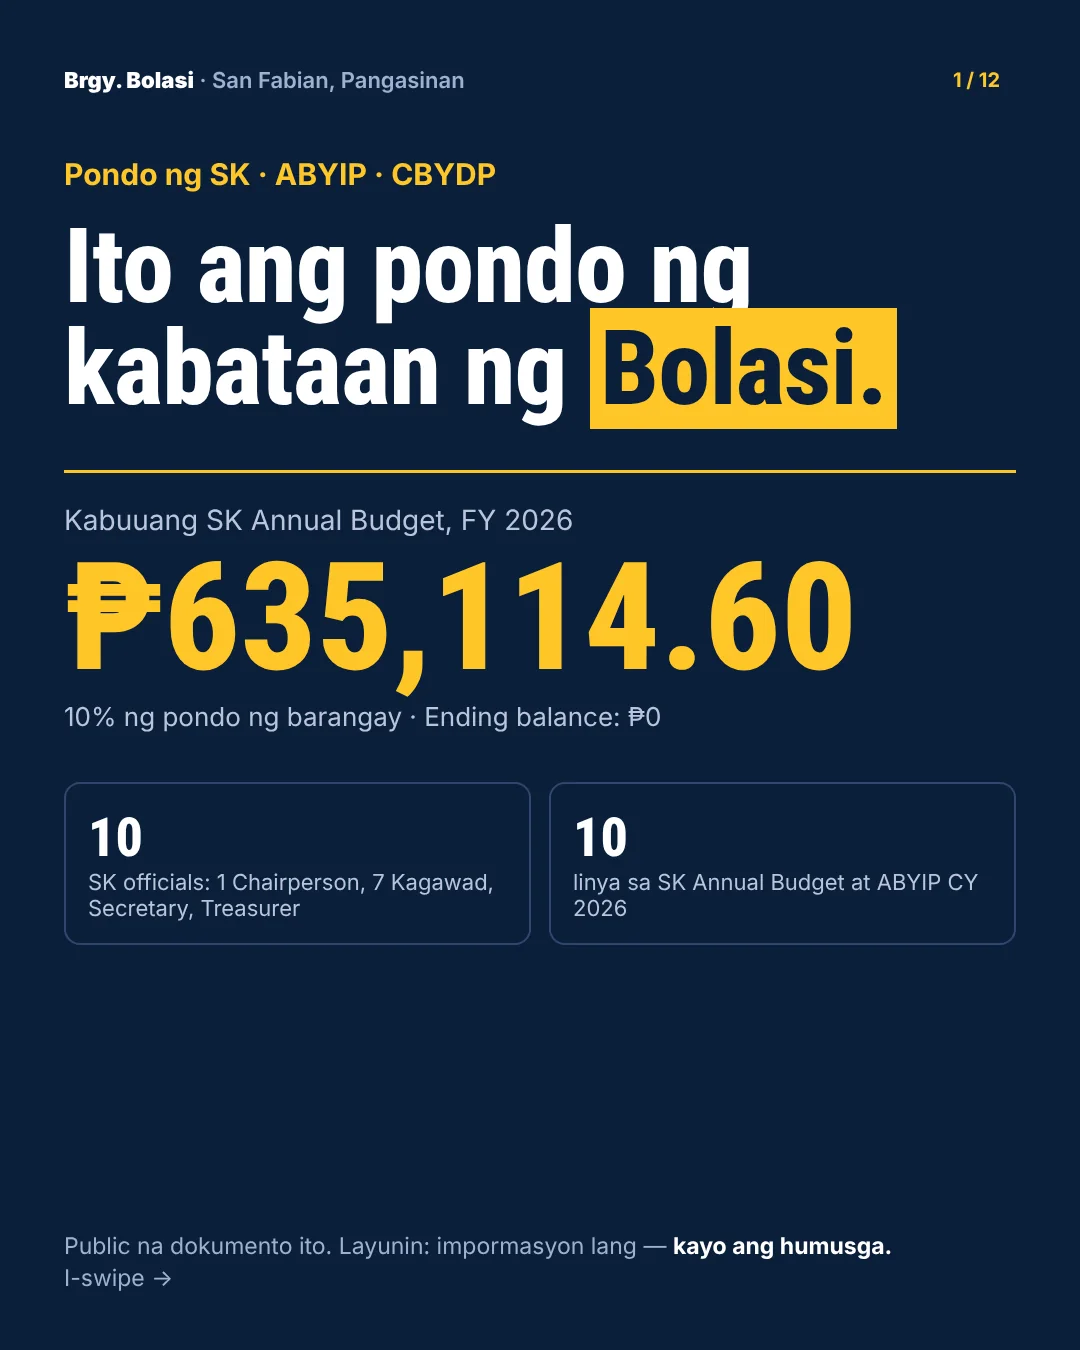 Brgy. Bolasi · San Fabian, Pangasinan
1 / 12
Pondo ng SK · ABYIP · CBYDP
Ito ang pondo ng
kabataan ng Bolasi.
Kabuuang SK Annual Budget, FY 2026
₱635,114.60
10% ng pondo ng barangay · Ending balance: ₱0
10
SK officials: 1 Chairperson, 7 Kagawad,
Secretary, Treasurer
10
linya sa SK Annual Budget at ABYIP CY
2026
Public na dokumento ito. Layunin: impormasyon lang — kayo ang humusga.
I-swipe →